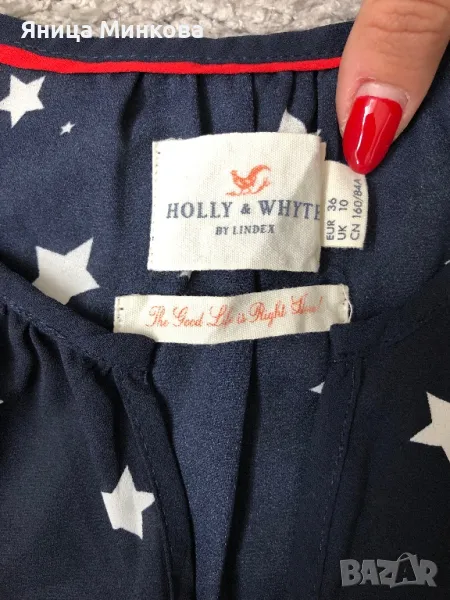 Яница Минкова
HOLLY & WHYTE
BY LINDEX
EUR 36
UK 10
CN 160/84A
The Good Life is Right Here!
BAZAR